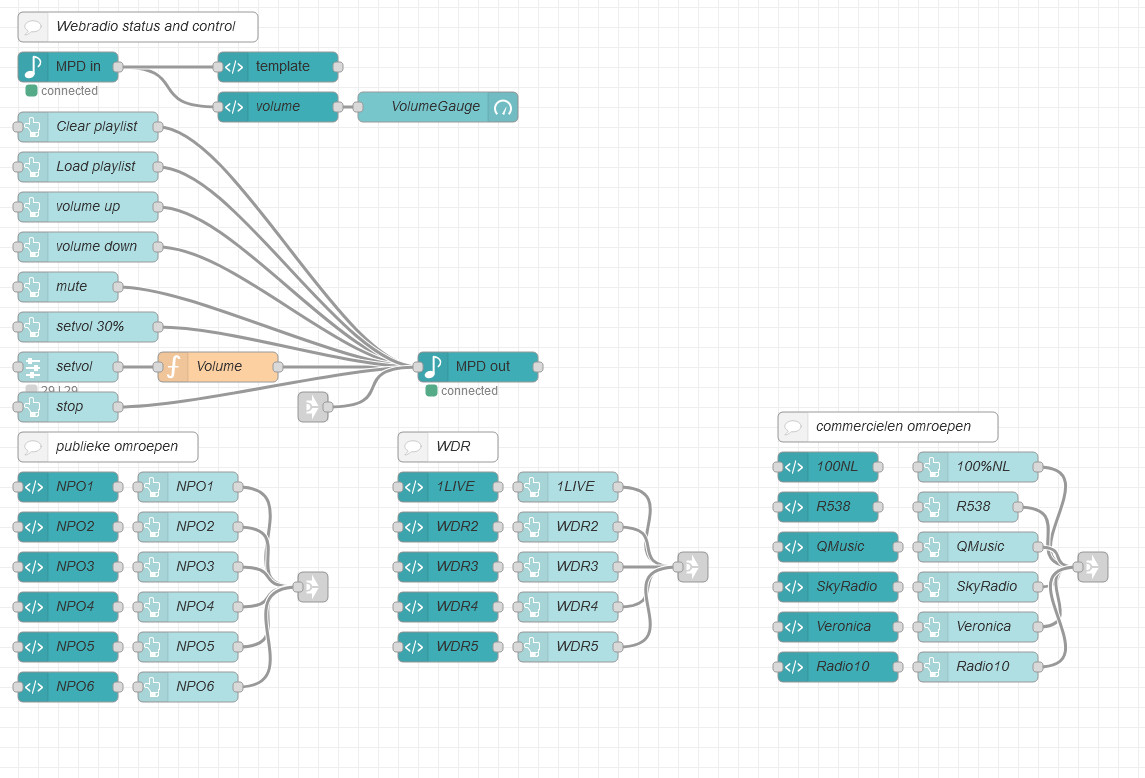 Webradio status and control
MPD in
connected
template
volume
VolumeGauge
Clear playlist
Load playlist
volume up
volume down
mute
setvol 30%
setvol
29 | 29
Volume
stop
MPD out
connected
publieke omroepen
NPO1 NPO1
NPO2 NPO2
NPO3 NPO3
NPO4 NPO4
NPO5 NPO5
NPO6 NPO6
WDR
1LIVE 1LIVE
WDR2 WDR2
WDR3 WDR3
WDR4 WDR4
WDR5 WDR5
commercielen omroepen
100NL 100%NL
R538 R538
QMusic QMusic
SkyRadio SkyRadio
Veronica Veronica
Radio10 Radio10